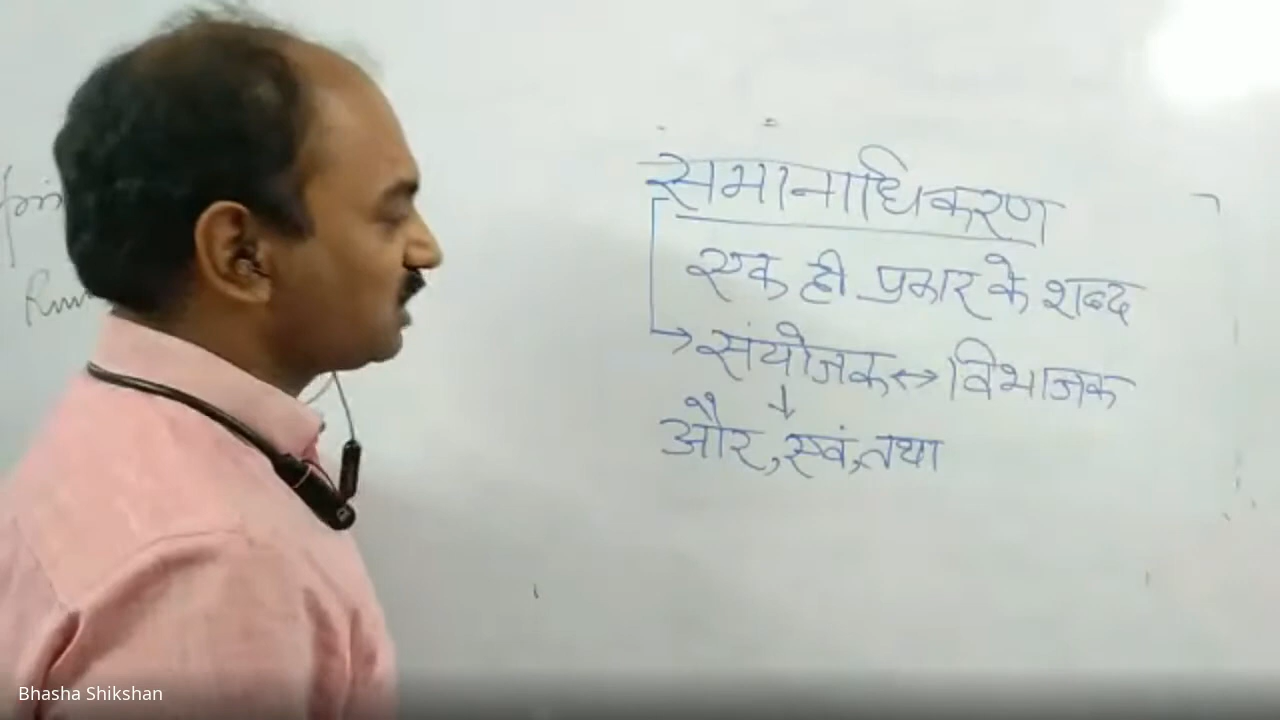 समानाधिकरण
एक ही प्रकार के शब्द
→ संयोजक ↔ विभाजक
↓
और, एवं, तथा
Bhasha Shikshan